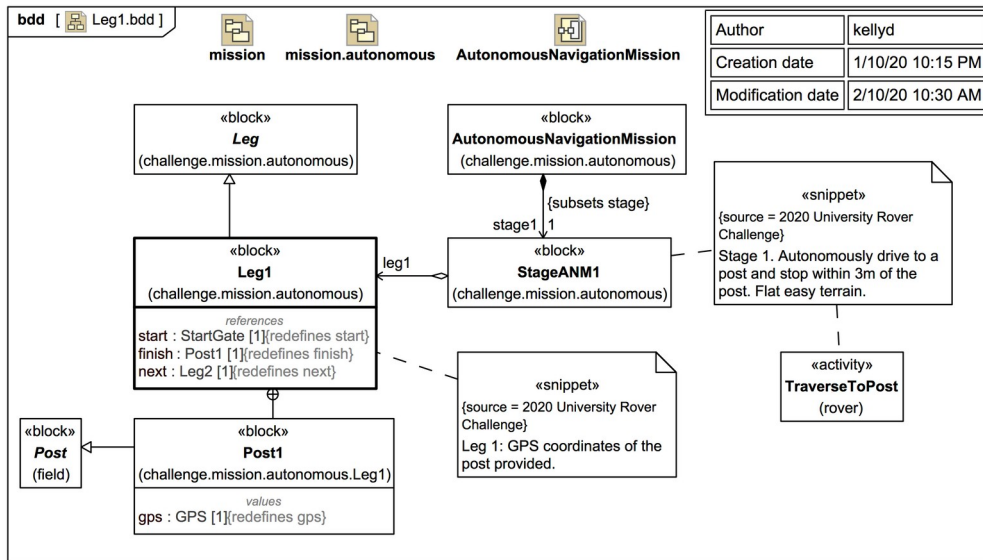 bdd [ Leg1.bdd ]
mission
mission.autonomous
AutonomousNavigationMission
Author kellyd
Creation date 1/10/20 10:15 PM
Modification date 2/10/20 10:30 AM
«block»
Leg
(challenge.mission.autonomous)
«block»
AutonomousNavigationMission
(challenge.mission.autonomous)
{subsets stage}
stage1 1
«snippet»
{source = 2020 University Rover
Challenge}
Stage 1. Autonomously drive to a
post and stop within 3m of the
post. Flat easy terrain.
«block»
Leg1
(challenge.mission.autonomous)
references
start : StartGate [1]{redefines start}
finish : Post1 [1]{redefines finish}
next : Leg2 [1]{redefines next}
leg1
«block»
StageANM1
(challenge.mission.autonomous)
«snippet»
{source = 2020 University Rover
Challenge}
Leg 1: GPS coordinates of the
post provided.
«activity»
TraverseToPost
(rover)
«block»
Post
(field)
«block»
Post1
(challenge.mission.autonomous.Leg1)
values
gps : GPS [1]{redefines gps}